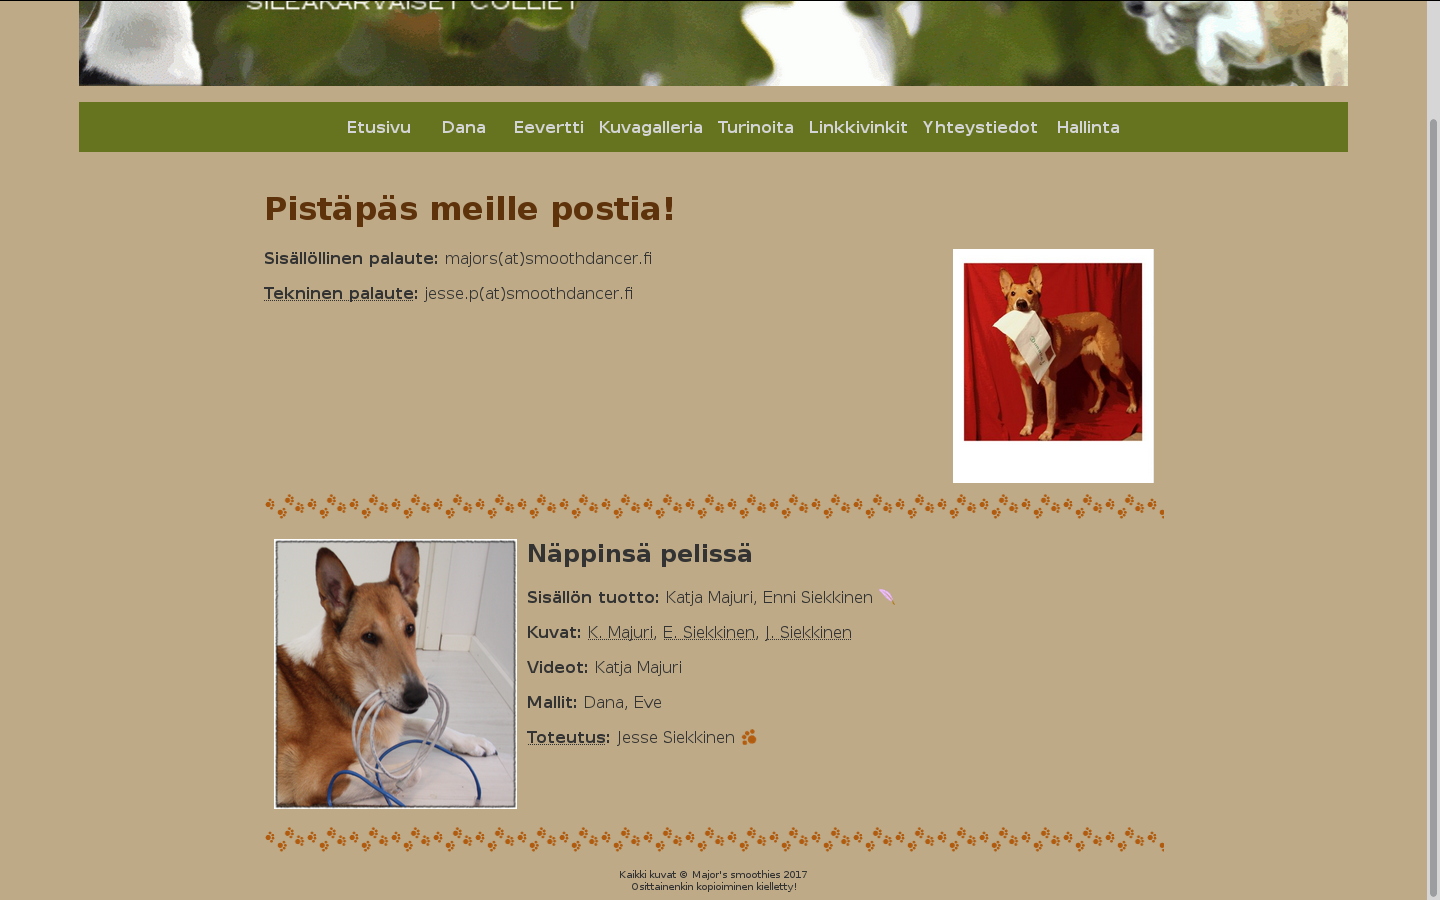 SILEÄKARVAISET COLLIET
Etusivu Dana Eevertti Kuvagalleria Turinoita Linkkivinkit Yhteystiedot Hallinta
Pistäpäs meille postia!
Sisällöllinen palaute: majors(at)smoothdancer.fi
Tekninen palaute: jesse.p(at)smoothdancer.fi
Näppinsä pelissä
Sisällön tuotto: Katja Majuri, Enni Siekkinen
Kuvat: K. Majuri, E. Siekkinen, J. Siekkinen
Videot: Katja Majuri
Mallit: Dana, Eve
Toteutus: Jesse Siekkinen
Kaikki kuvat © Major's smoothies 2017
Osittainenkin kopioiminen kielletty!